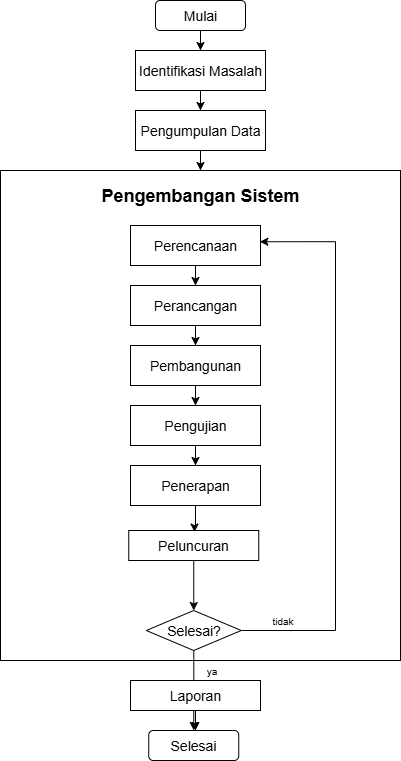 Mulai
Identifikasi Masalah
Pengumpulan Data
Pengembangan Sistem
Perencanaan
Perancangan
Pembangunan
Pengujian
Penerapan
Peluncuran
Selesai?
tidak
ya
Laporan
Selesai